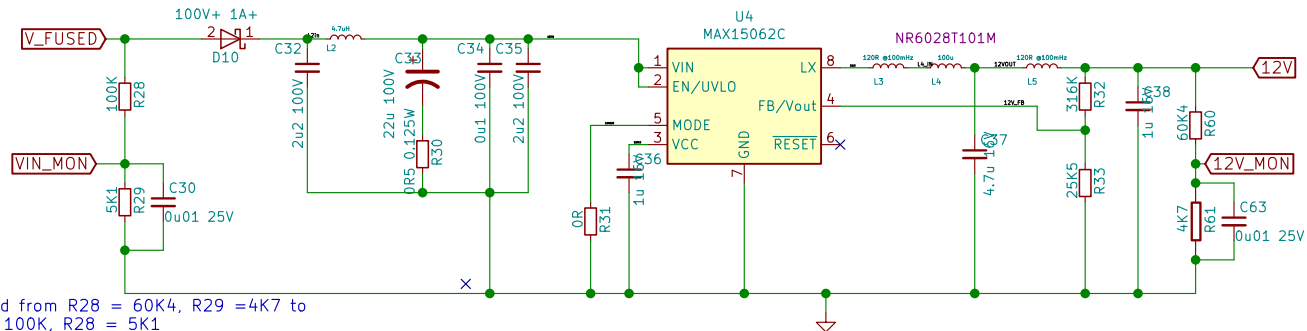 100V+ 1A+
V_FUSED
2
1
D10
C32
2u2 100V
4.7uH
L2
C33
22u 100V
0R5 0.125W
R30
C34
0u1 100V
C35
2u2 100V
U4
MAX15062C
1
VIN
2
EN/UVLO
5
MODE
3
VCC
LX
8
FB/Vout
4
RESET
6
GND
7
NR6028T101M
120R @100mHz
L3
L4_IN
100u
L4
12VOUT
120R @100mHz
L5
12V
12V_FB
316K
R32
C38
1u 16V
60K4
R60
100K
R28
VIN_MON
5K1
R29
C30
0u01 25V
0R
R31
C36
1u 16V
C37
4.7u 16V
25K5
R33
12V_MON
4K7
R61
C63
0u01 25V
d from R28 = 60K4, R29 =4K7 to
100K, R28 = 5K1